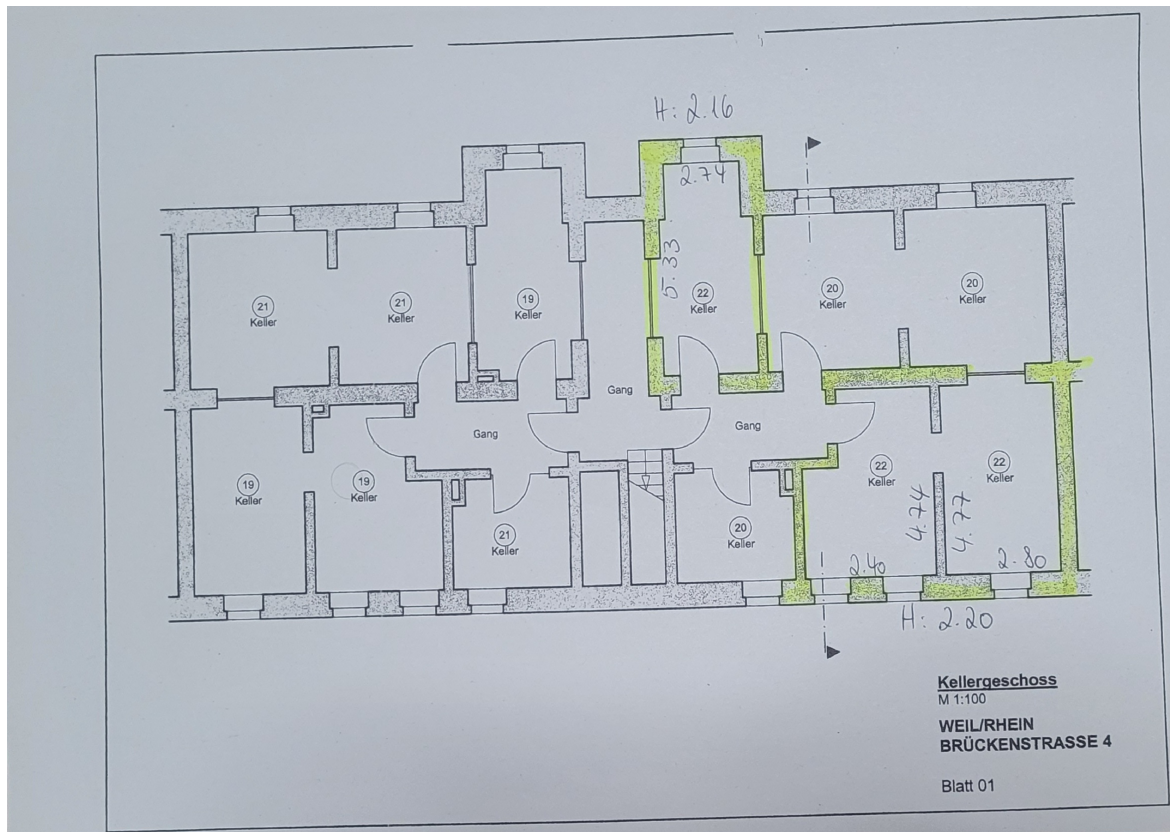 H: 2.16
2.74
5.33
21
Keller
21
Keller
19
Keller
22
Keller
20
Keller
20
Keller
Gang
Gang
Gang
19
Keller
19
Keller
21
Keller
20
Keller
22
Keller
22
Keller
4.74
4.77
2.40
2.80
H: 2.20
Kellergeschoss
M 1:100
WEIL/RHEIN
BRÜCKENSTRASSE 4
Blatt 01